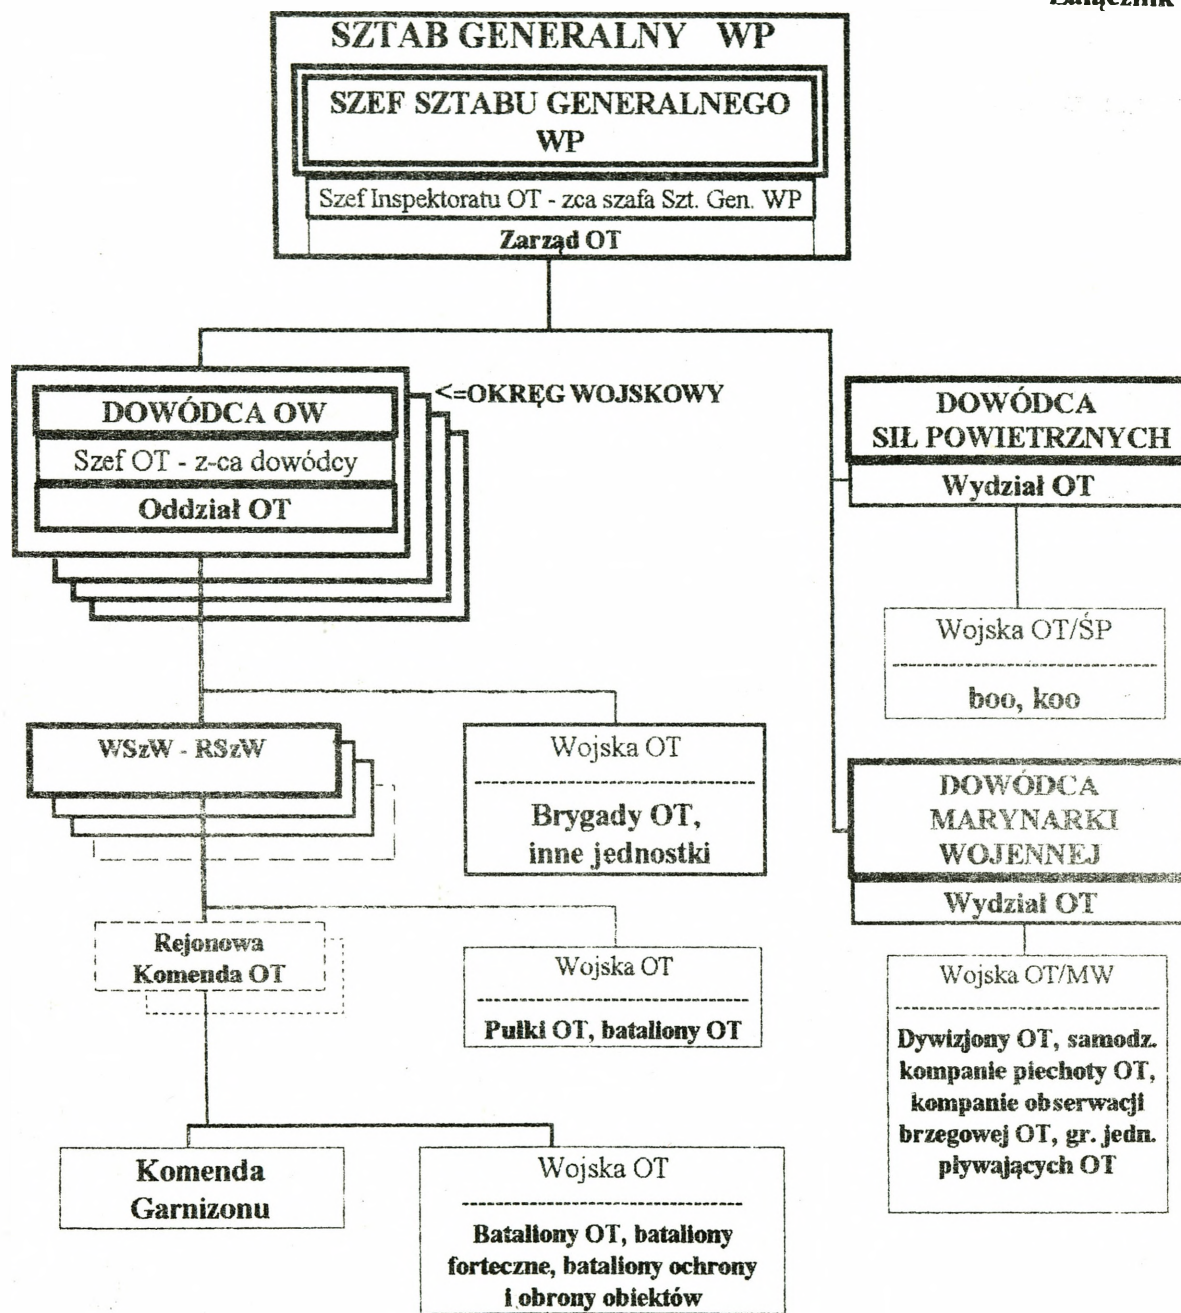 Załącznik
SZTAB GENERALNY WP
SZEF SZTABU GENERALNEGO
WP
Szef Inspektoratu OT - zca szafa Szt. Gen. WP
Zarząd OT
<=OKRĘG WOJSKOWY
DOWÓDCA OW
Szef OT - z-ca dowódcy
Oddział OT
DOWÓDCA
SIŁ POWIETRZNYCH
Wydział OT
Wojska OT/ŚP
boo, koo
WSzW - RSzW
Wojska OT
Brygady OT,
inne jednostki
DOWÓDCA
MARYNARKI
WOJENNEJ
Wydział OT
Rejonowa
Komenda OT
Wojska OT
Pułki OT, bataliony OT
Wojska OT/MW
Dywizjony OT, samodz.
kompanie piechoty OT,
kompanie obserwacji
brzegowej OT, gr. jedn.
pływających OT
Komenda
Garnizonu
Wojska OT
Bataliony OT, bataliony
forteczne, bataliony ochrony
i obrony obiektów